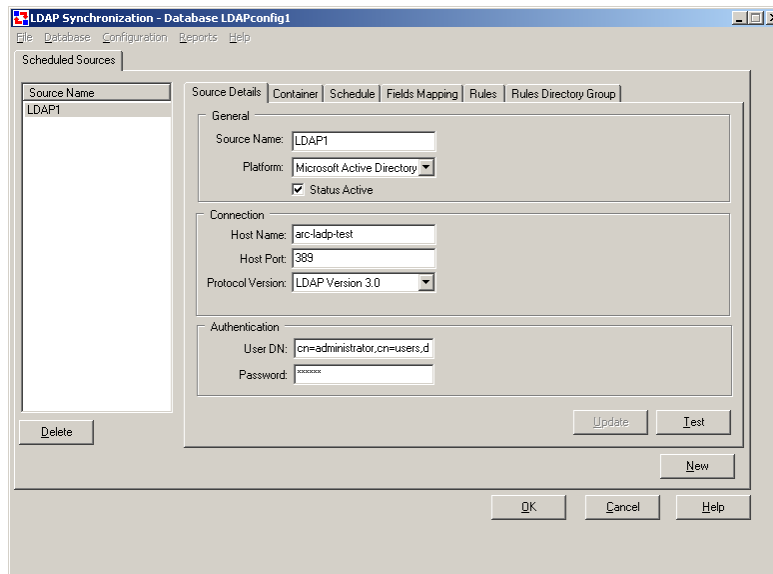 LDAP Synchronization - Database LDAPconfig1
File Database Configuration Reports Help
Scheduled Sources
Source Name
LDAP1
Source Details Container Schedule Fields Mapping Rules Rules Directory Group
General
Source Name: LDAP1
Platform: Microsoft Active Directory
Status Active
Connection
Host Name: arc-ladp-test
Host Port: 389
Protocol Version: LDAP Version 3.0
Authentication
User DN: cn=administrator,cn=users,d
Password: ******
Update Test
Delete
New
OK Cancel Help